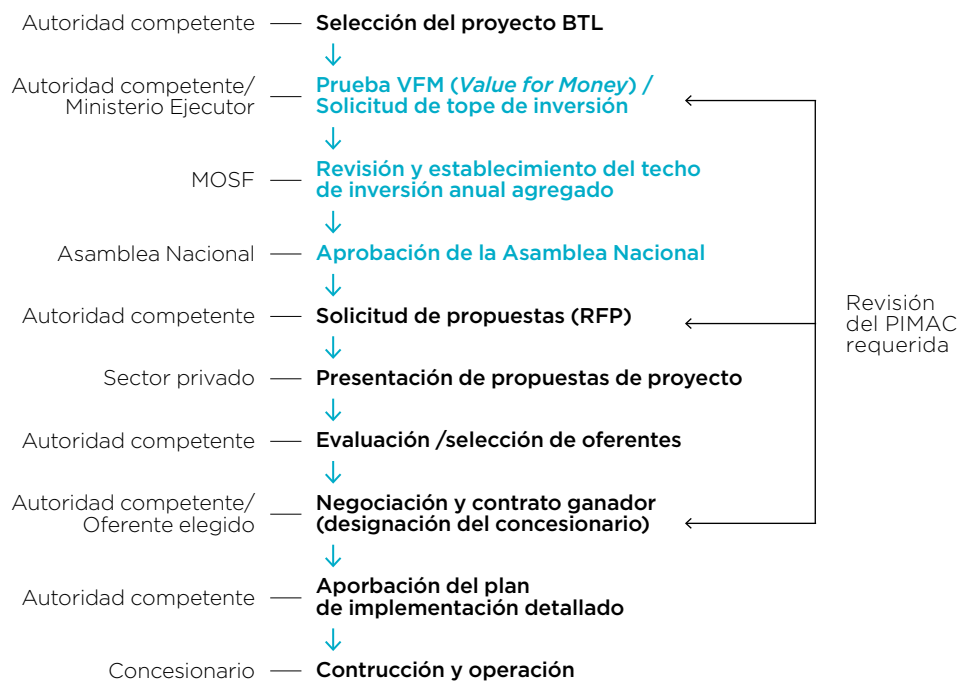 Autoridad competente
Selección del proyecto BTL
Autoridad competente/
Ministerio Ejecutor
Prueba VFM (Value for Money) /
Solicitud de tope de inversión
MOSF
Revisión y establecimiento del techo
de inversión anual agregado
Asamblea Nacional
Aprobación de la Asamblea Nacional
Autoridad competente
Solicitud de propuestas (RFP)
Revisión
del PIMAC
requerida
Sector privado
Presentación de propuestas de proyecto
Autoridad competente
Evaluación /selección de oferentes
Autoridad competente/
Oferente elegido
Negociación y contrato ganador
(designación del concesionario)
Autoridad competente
Aporbación del plan
de implementación detallado
Concesionario
Contrucción y operación